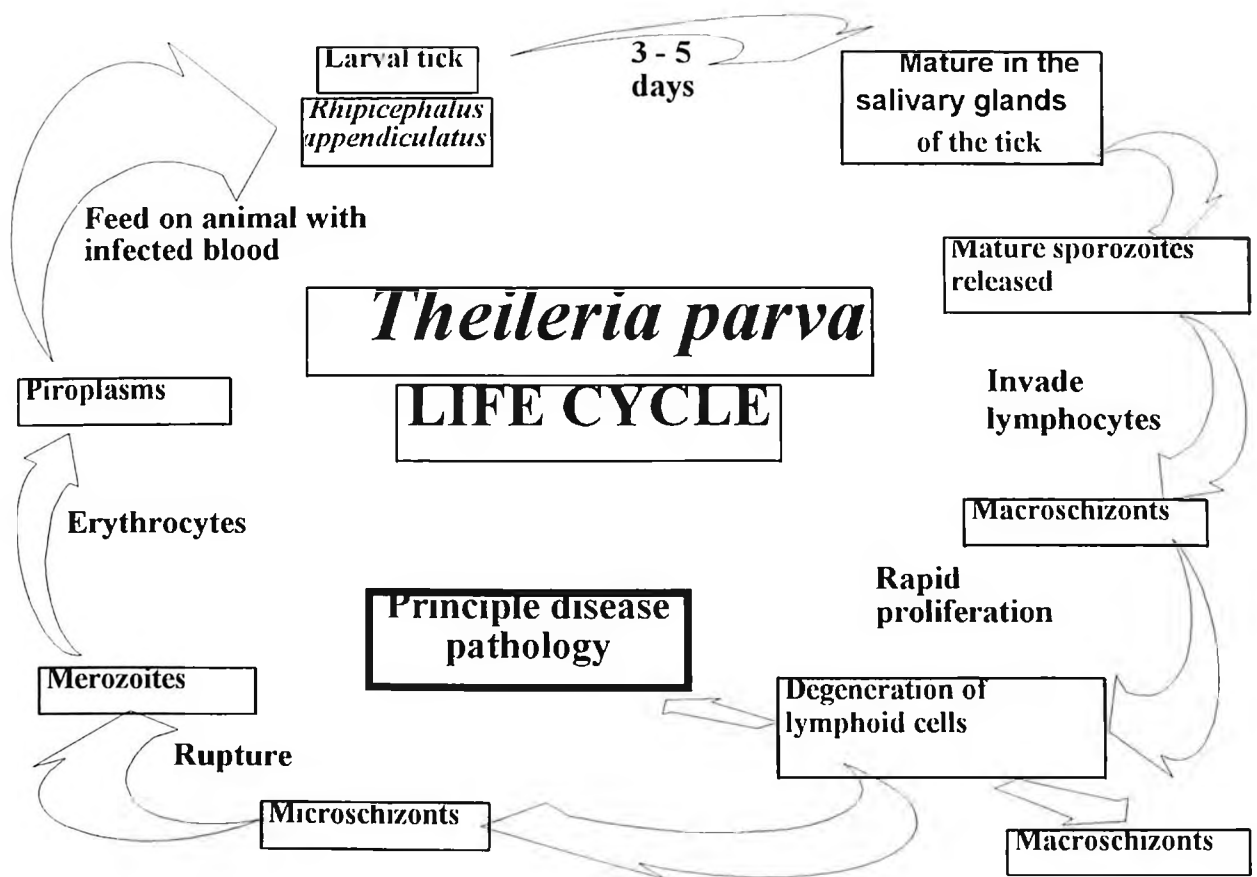 Larval tick
Rhipicephalus
appendiculatus
3 - 5
days
Mature in the
salivary glands
of the tick
Feed on animal with
infected blood
Mature sporozoites
released
Theileria parva
LIFE CYCLE
Piroplasms
Invade
lymphocytes
Erythrocytes
Macroschizonts
Rapid
proliferation
Principle disease
pathology
Merozoites
Degeneration of
lymphoid cells
Rupture
Microschizonts
Macroschizonts